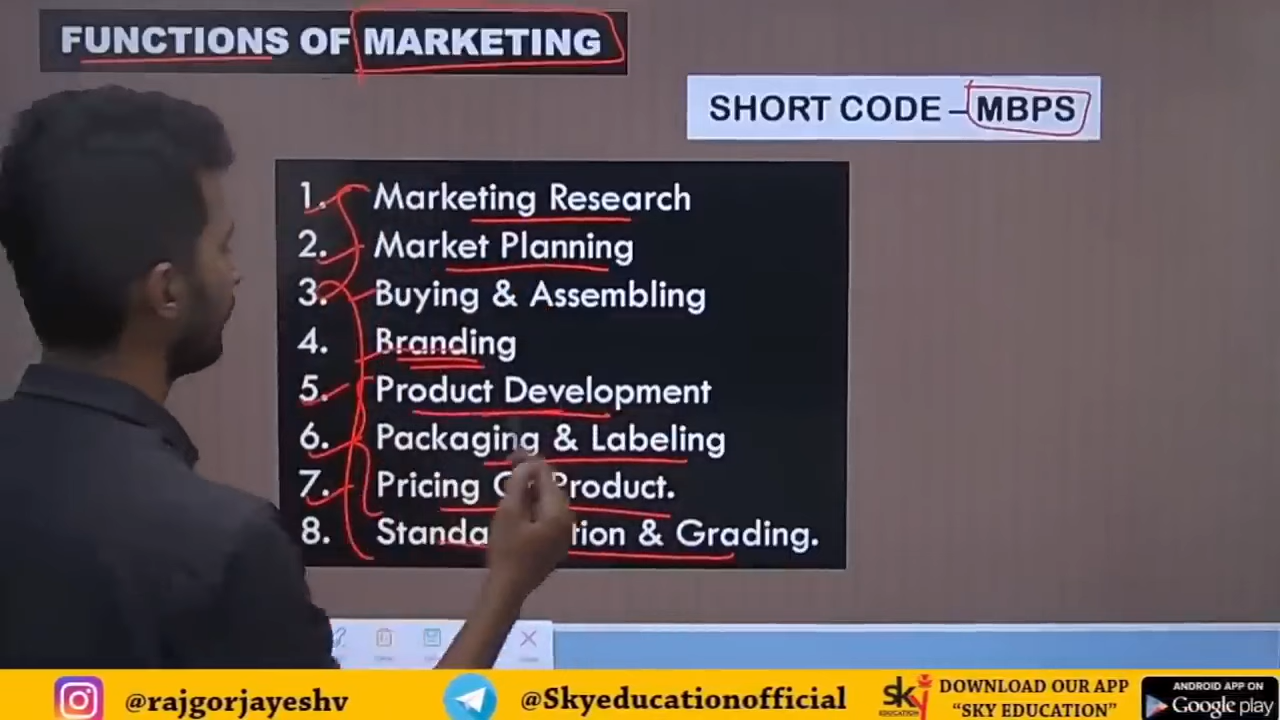 FUNCTIONS OF MARKETING
SHORT CODE – MBPS
1. Marketing Research
2. Market Planning
3. Buying & Assembling
4. Branding
5. Product Development
6. Packaging & Labeling
7. Pricing Product.
8. & Grading.
@rajgorjayeshv
@Skyeducationofficial
sky
EDUCATION
DOWNLOAD OUR APP
“SKY EDUCATION”
ANDROID APP ON
Google play